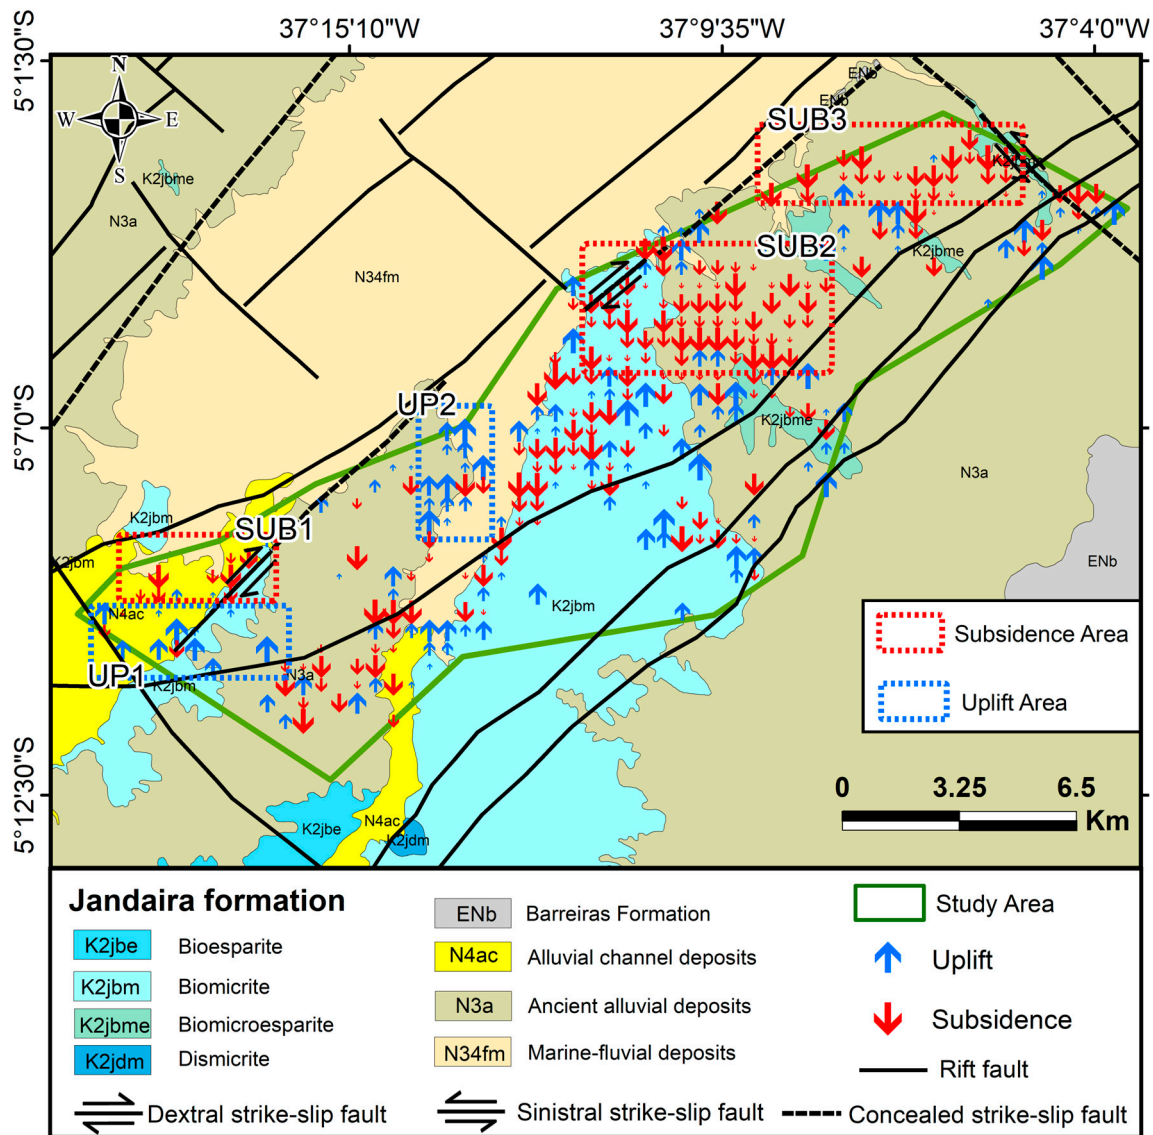 37°15'10"W
37°9'35"W
37°4'0"W
5°1'30"S
5°7'0"S
5°12'30"S
N
W
E
S
ENb
ENb
SUB3
K2jbme
K2jbme
N3a
SUB2
K2jbme
N34fm
UP2
K2jbme
N3a
K2jbm
SUB1
K2jbm
ENb
N4ac
K2jbm
UP1
N3a
K2jbm
Subsidence Area
Uplift Area
0 3.25 6.5
Km
K2jbe
N4ac
K2jdm
Jandaira formation
K2jbe Bioesparite
K2jbm Biomicrite
K2jbme Biomicroesparite
K2jdm Dismicrite
ENb Barreiras Formation
N4ac Alluvial channel deposits
N3a Ancient alluvial deposits
N34fm Marine-fluvial deposits
Study Area
Uplift
Subsidence
Rift fault
Dextral strike-slip fault
Sinistral strike-slip fault
Concealed strike-slip fault